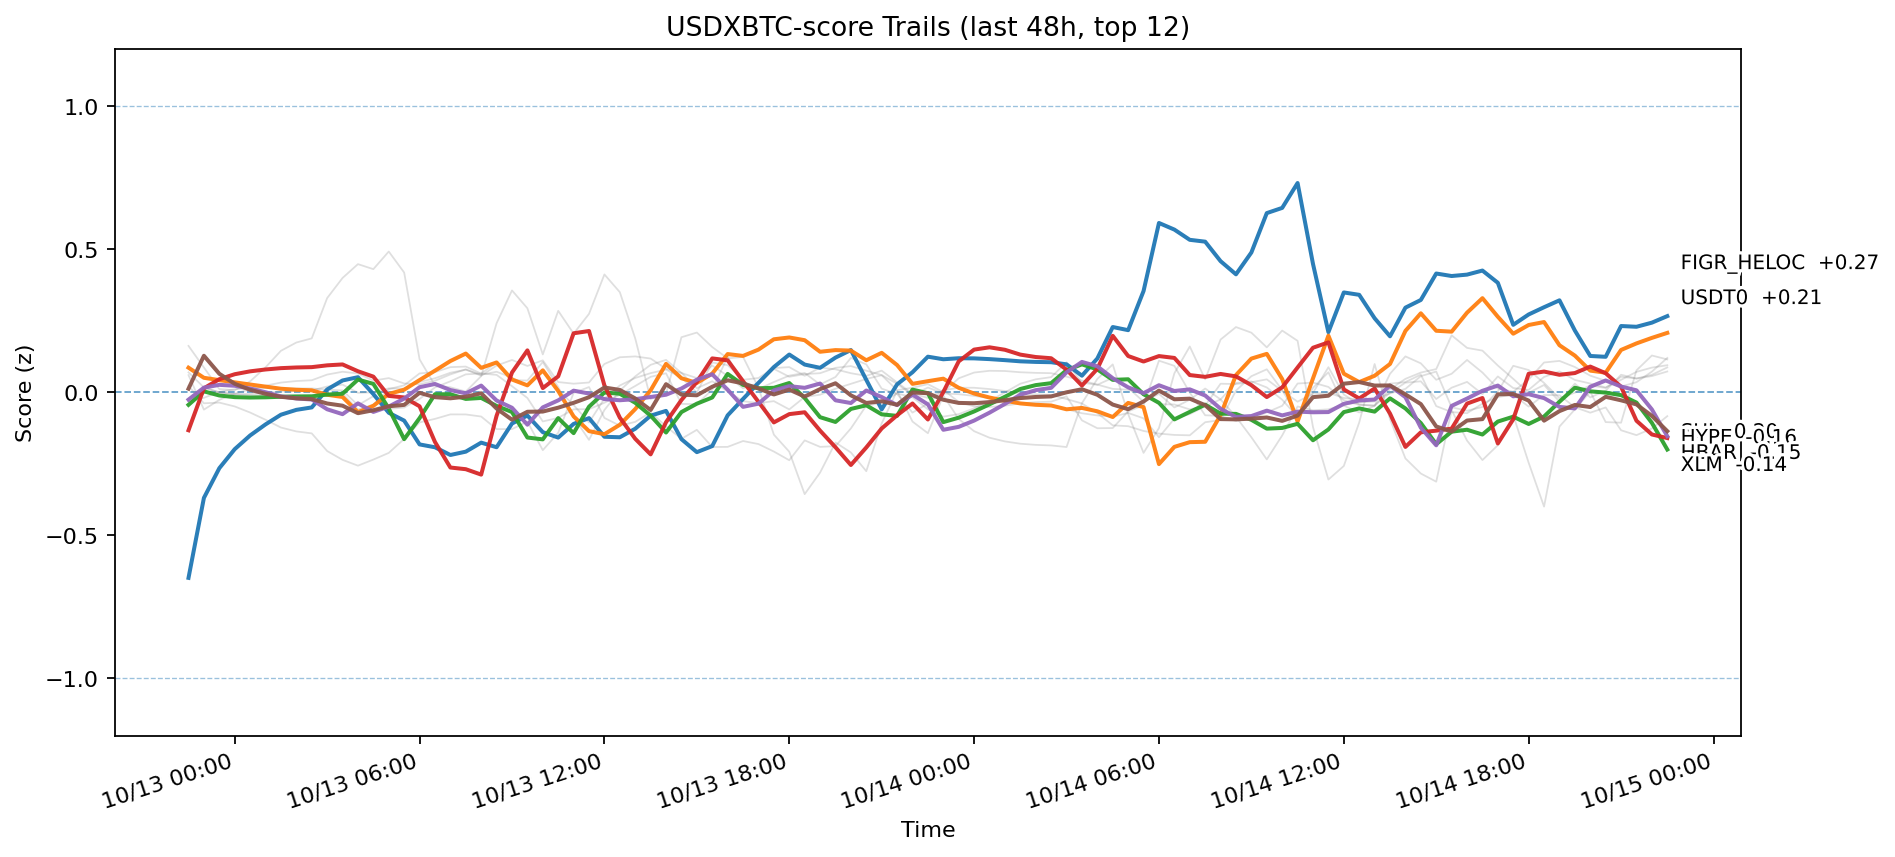 USDXBTC-score Trails (last 48h, top 12)
Score (z)
1.0
0.5
0.0
−0.5
−1.0
FIGR_HELOC +0.27
USDT0 +0.21
HYPE -0.16
HBAR -0.15
XLM -0.14
10/13 00:00
10/13 06:00
10/13 12:00
10/13 18:00
10/14 00:00
10/14 06:00
10/14 12:00
10/14 18:00
10/15 00:00
Time